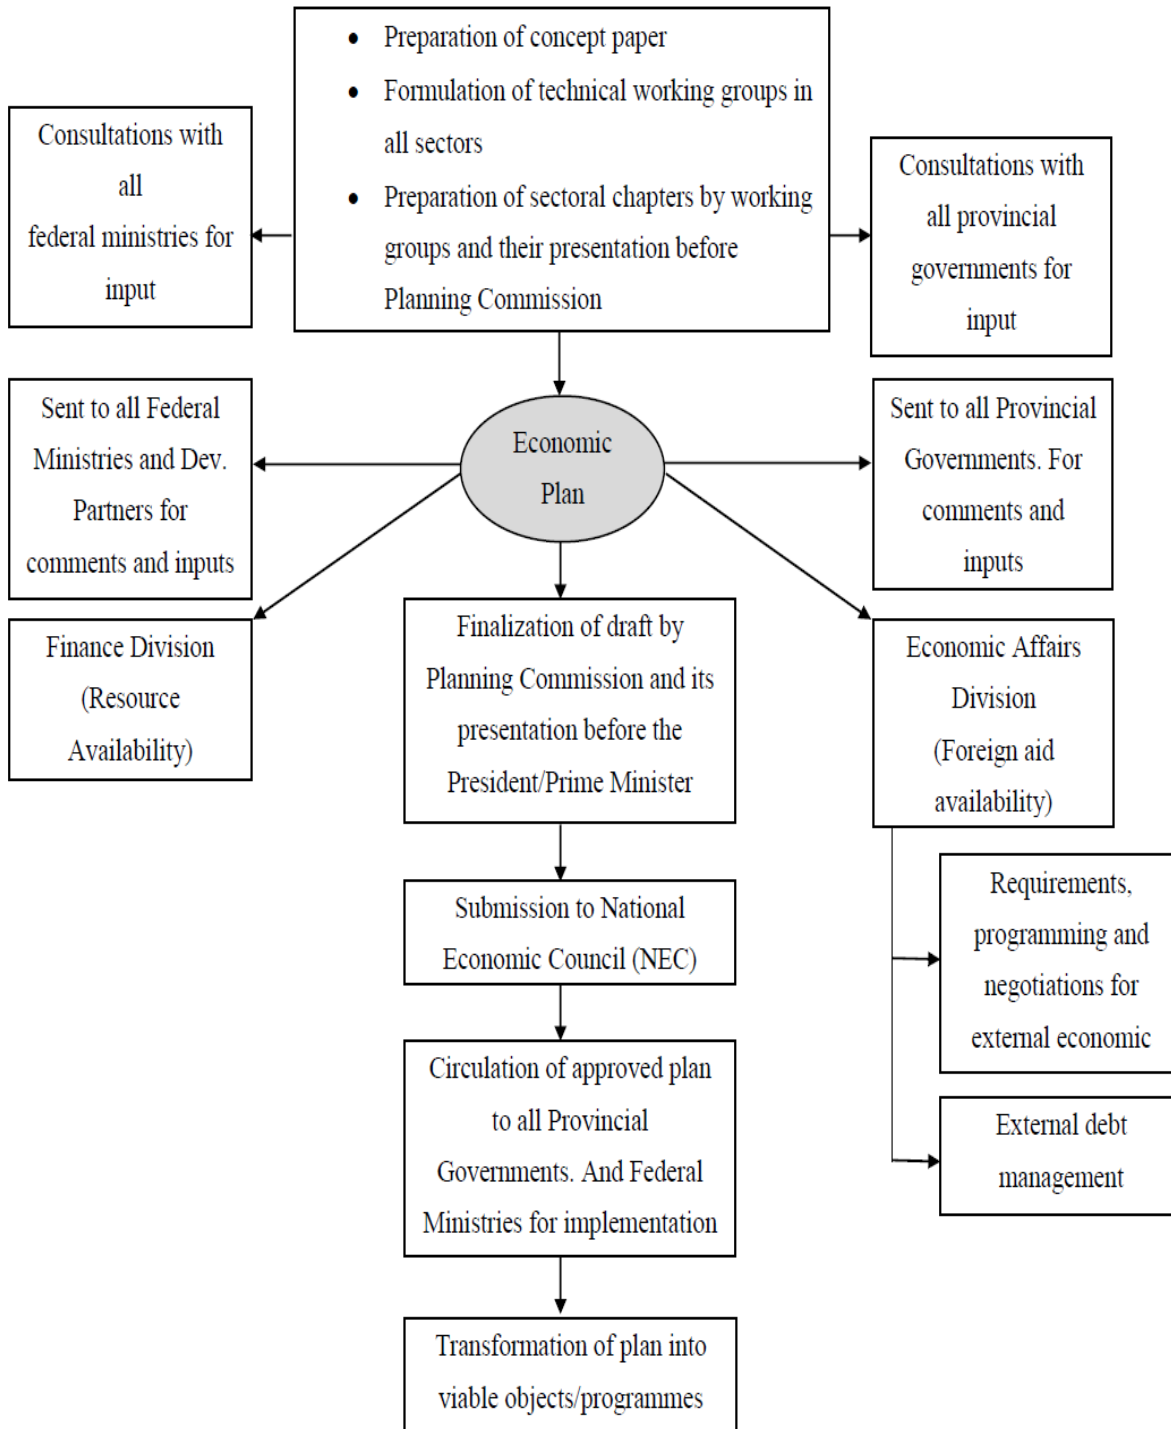 • Preparation of concept paper
• Formulation of technical working groups in
all sectors
• Preparation of sectoral chapters by working
groups and their presentation before
Planning Commission
Consultations with
all
federal ministries for
input
Consultations with
all provincial
governments for
input
Economic
Plan
Sent to all Federal
Ministries and Dev.
Partners for
comments and inputs
Sent to all Provincial
Governments. For
comments and
inputs
Finance Division
(Resource
Availability)
Finalization of draft by
Planning Commission and its
presentation before the
President/Prime Minister
Economic Affairs
Division
(Foreign aid
availability)
Submission to National
Economic Council (NEC)
Requirements,
programming and
negotiations for
external economic
Circulation of approved plan
to all Provincial
Governments. And Federal
Ministries for implementation
External debt
management
Transformation of plan into
viable objects/programmes